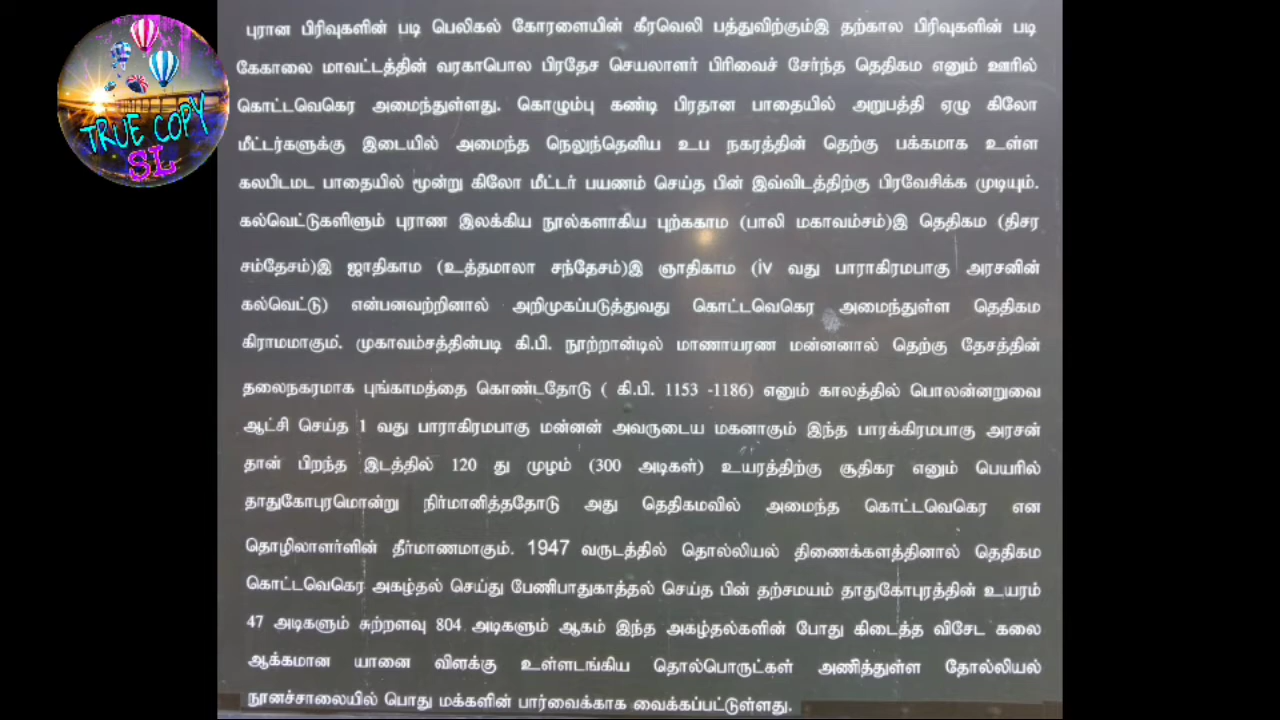 TRUE COPY
SL
புரான பிரிவுகளின் படி பெலிகல் கோரளையின் கீரவெலி பத்துவிற்கும்இ தற்கால பிரிவுகளின் படி
கேகாலை மாவட்டத்தின் வரகாபொல பிரதேச செயலாளர் பிரிவைச் சேர்ந்த தெதிகம எனும் ஊரில்
கொட்டவெகெர அமைந்துள்ளது. கொழும்பு கண்டி பிரதான பாதையில் அறுபத்தி ஏழு கிலோ
மீட்டர்களுக்கு இடையில் அமைந்த நெலுந்தெனிய உப நகரத்தின் தெற்கு பக்கமாக உள்ள
கலபிடமட பாதையில் மூன்று கிலோ மீட்டர் பயணம் செய்த பின் இவ்விடத்திறகு பிரவேசிக்க முடியும்.
கல்வெட்டுகளிளும் புராண இலக்கிய நூல்களாகிய புற்ககாம (பாலி மகாவம்சம்)இ தெதிகம (திசர
சம்தேசம்)இ ஜாதிகாம (உத்தமாலா சந்தேசம்)இ ஞாதிகாம (iv வது பாராகிரமபாகு அரசனின்
கல்வெட்டு) என்பனவற்றினால் அறிமுகப்படுத்துவது கொட்டவெகெர அமைந்துள்ள தெதிகம
கிராமமாகும். முகாவம்சத்தின்படி கி.பி. நூற்றான்டில் மாணாயரண மன்னனால் தெற்கு தேசத்தின்
தலைநகரமாக புங்காமத்தை கொண்டதோடு ( கி.பி. 1153 -1186) எனும் காலத்தில் பொலன்னறுவை
ஆட்சி செய்த 1 வது பாராகிரமபாகு மன்னன் அவருடைய மகனாகும் இந்த பாரக்கிரமபாகு அரசன்
தான் பிறந்த இடத்தில் 120 து முழம் (300 அடிகள்) உயரத்திற்கு சூதிகர எனும் பெயரில்
தாதுகோபுரமொன்று நிர்மானித்ததோடு அது தெதிகமவில் அமைந்த கொட்டவெகெர என
தொழிலாளர்ளின் தீர்மாணமாகும். 1947 வருடத்தில் தொல்லியல் திணைக்களத்தினால் தெதிகம
கொட்டவெகெர அகழ்தல் செய்து பேணிபாதுகாத்தல் செய்த பின் தற்சமயம் தாதுகோபுரத்தின் உயரம்
47 அடிகளும் சுற்றளவு 804 அடிகளும் ஆகம் இந்த அகழ்தல்களின் போது கிடைத்த விசேட கலை
ஆக்கமான யானை விளக்கு உள்ளடங்கிய தொல்பொருட்கள் அணித்துள்ள தோல்லியல்
நூனச்சாலையில் பொது மக்களின் பார்வைக்காக வைக்கப்பட்டுள்ளது.